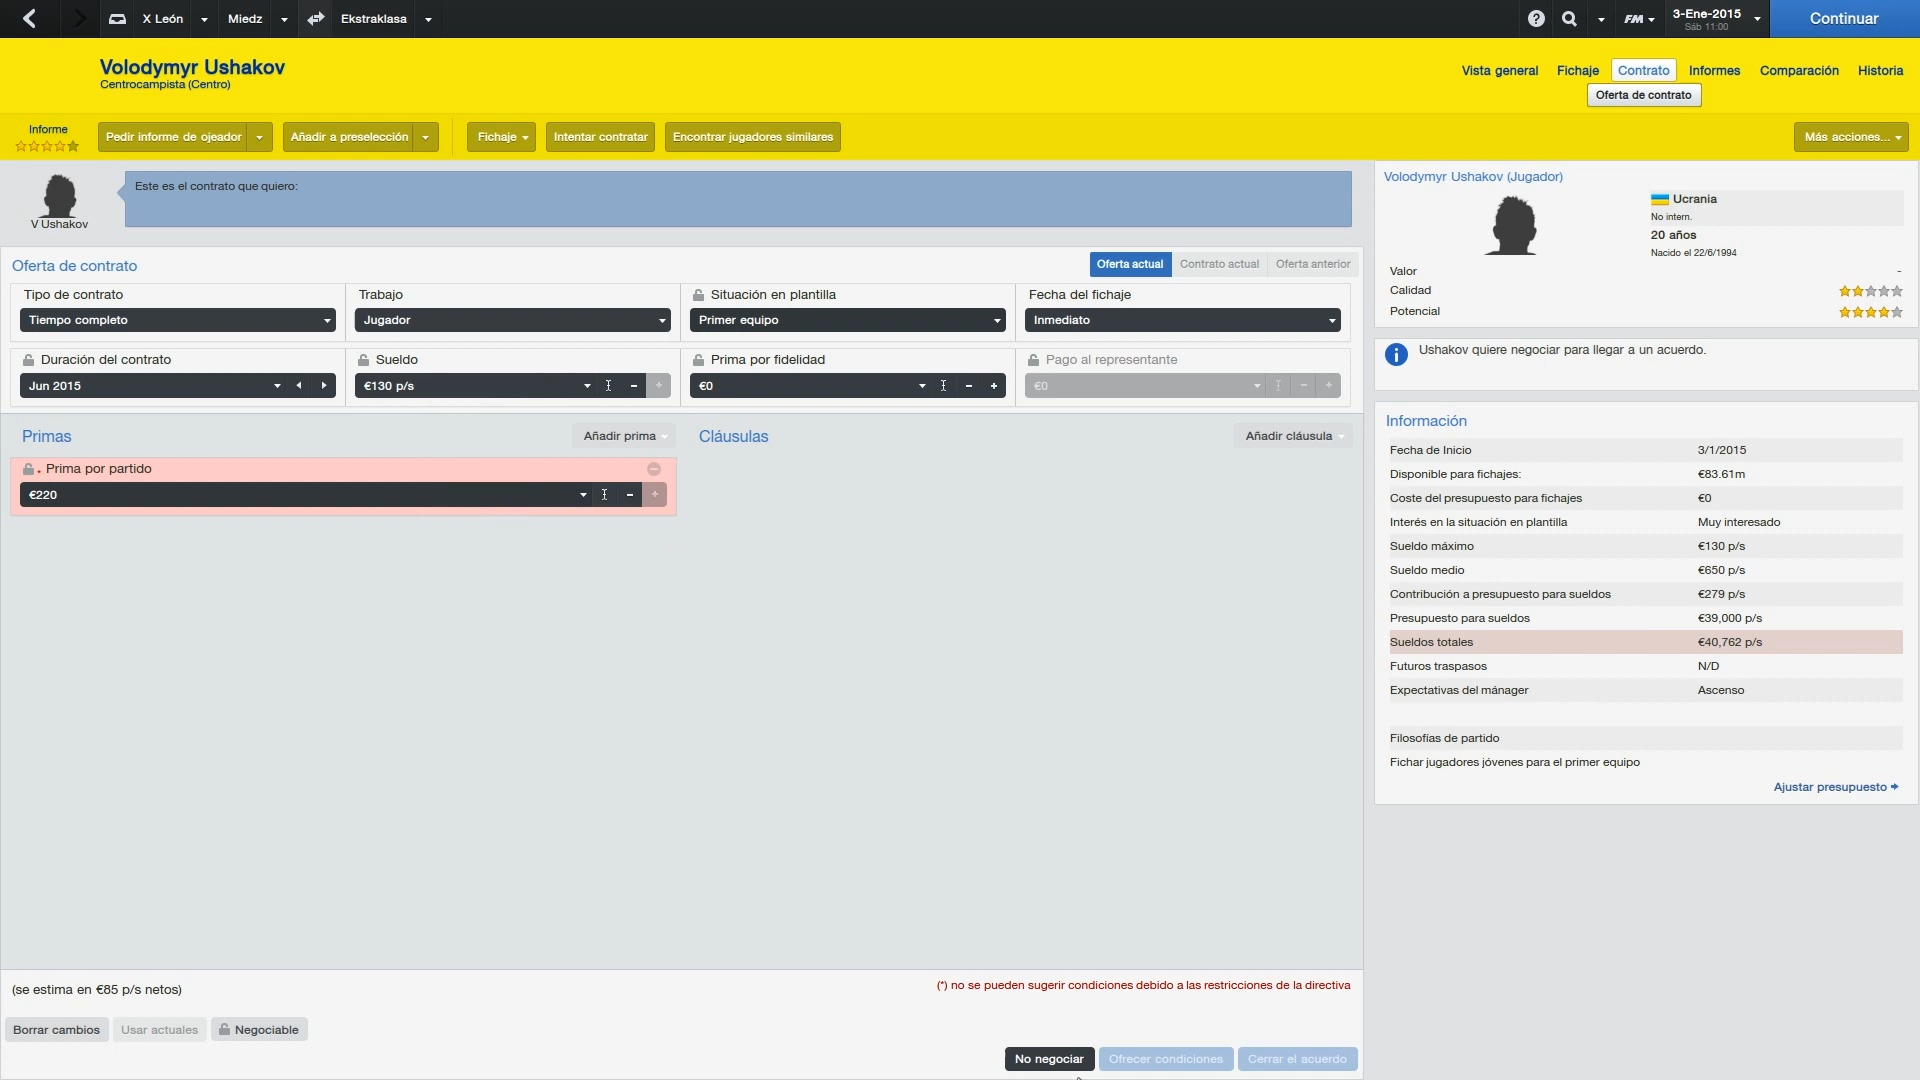 X León
Miedz
Ekstraklasa
FM
3-Ene-2015
Sáb 11:00
Continuar
Volodymyr Ushakov
Centrocampista (Centro)
Vista general
Fichaje
Contrato
Informes
Comparación
Historia
Oferta de contrato
Informe
Pedir informe de ojeador
Añadir a preselección
Fichaje
Intentar contratar
Encontrar jugadores similares
Más acciones...
V Ushakov
Este es el contrato que quiero:
Oferta de contrato
Oferta actual
Contrato actual
Oferta anterior
Tipo de contrato
Tiempo completo
Trabajo
Jugador
Situación en plantilla
Primer equipo
Fecha del fichaje
Inmediato
Duración del contrato
Jun 2015
Sueldo
€130 p/s
Prima por fidelidad
€0
Pago al representante
€0
Primas
Añadir prima
Cláusulas
Añadir cláusula
Prima por partido
€220
(se estima en €85 p/s netos)
(*) no se pueden sugerir condiciones debido a las restricciones de la directiva
Borrar cambios
Usar actuales
Negociable
No negociar
Ofrecer condiciones
Cerrar el acuerdo
Volodymyr Ushakov (Jugador)
Ucrania
No intern.
20 años
Nacido el 22/6/1994
Valor -
Calidad
Potencial
Ushakov quiere negociar para llegar a un acuerdo.
Información
Fecha de Inicio 3/1/2015
Disponible para fichajes: €83.61m
Coste del presupuesto para fichajes €0
Interés en la situación en plantilla Muy interesado
Sueldo máximo €130 p/s
Sueldo medio €650 p/s
Contribución a presupuesto para sueldos €279 p/s
Presupuesto para sueldos €39,000 p/s
Sueldos totales €40,762 p/s
Futuros traspasos N/D
Expectativas del mánager Ascenso
Filosofías de partido
Fichar jugadores jóvenes para el primer equipo
Ajustar presupuesto